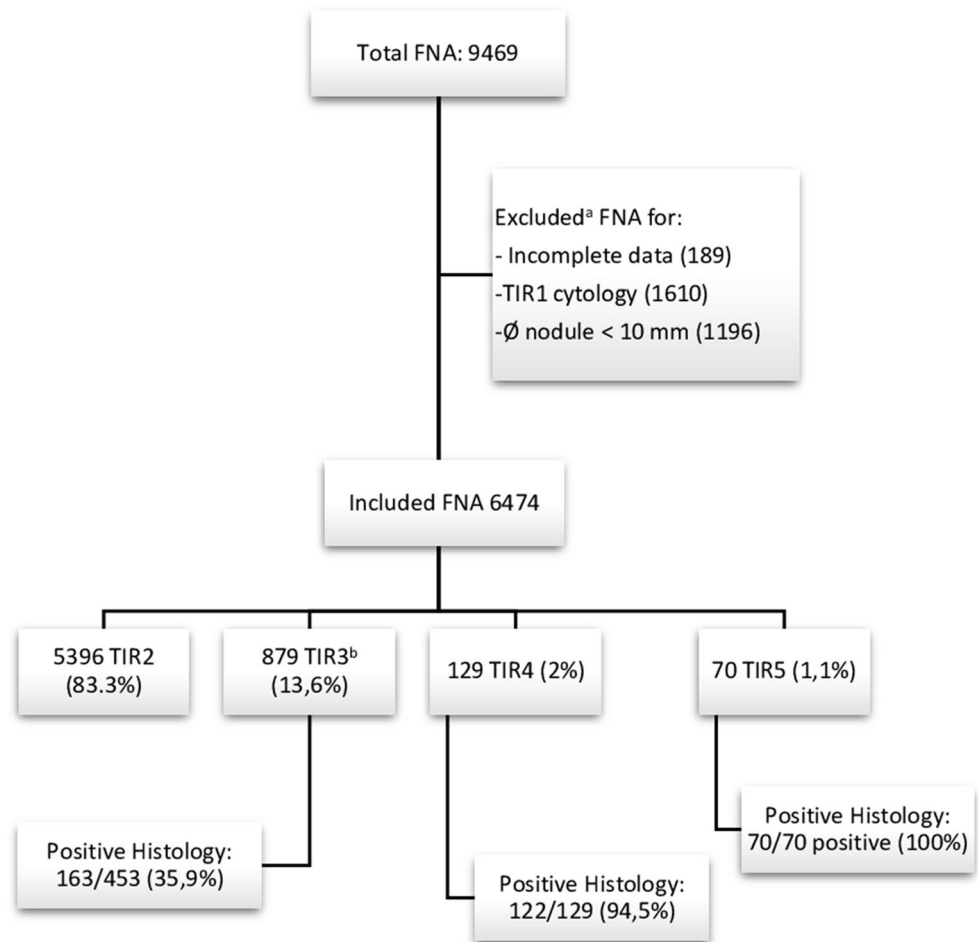 Total FNA: 9469
Excludedᵃ FNA for:
- Incomplete data (189)
-TIR1 cytology (1610)
-Ø nodule < 10 mm (1196)
Included FNA 6474
5396 TIR2
(83.3%)
879 TIR3ᵇ
(13,6%)
129 TIR4 (2%)
70 TIR5 (1,1%)
Positive Histology:
163/453 (35,9%)
Positive Histology:
122/129 (94,5%)
Positive Histology:
70/70 positive (100%)